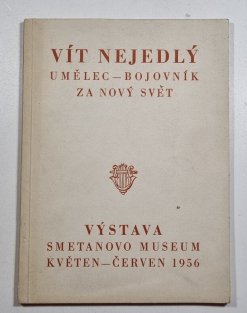 VÍT NEJEDLÝ
UMĚLEC—BOJOVNÍK
ZA NOVÝ SVĚT
VÝSTAVA
SMETANOVO MUSEUM
KVĚTEN—ČERVEN 1956